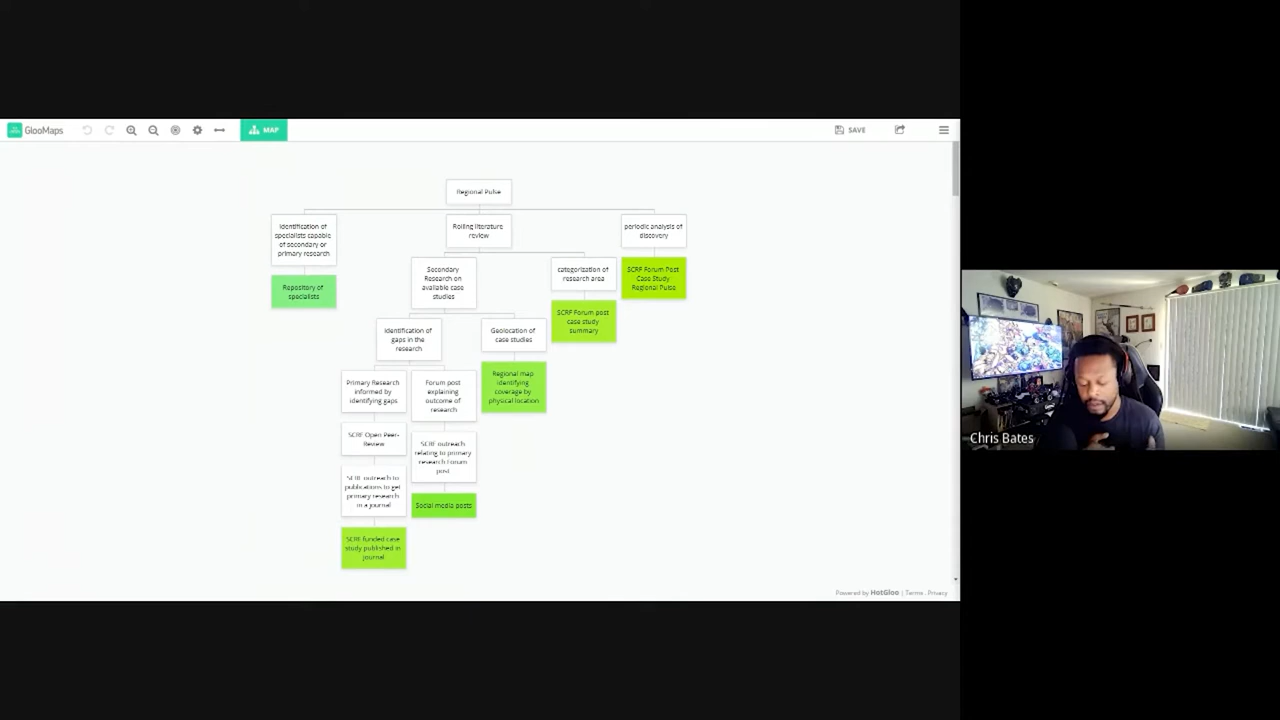 GlooMaps
MAP
SAVE
Regional Pulse
Identification of
specialists capable
of secondary or
primary research
Rolling literature
review
periodic analysis of
discovery
Repository of
specialists
Secondary
Research on
available case
studies
categorization of
research area
SCRF Forum Post
Case Study
Regional Pulse
SCRF Forum post
case study
summary
Identification of
gaps in the
research
Geolocation of
case studies
Primary Research
informed by
identifying gaps
Forum post
explaining
outcome of
research
Regional map
identifying
coverage by
physical location
SCRF Open Peer-
Review
SCRF outreach
relating to primary
research Forum
post
SCRF outreach to
publications to get
primary research
in a journal
Social media posts
SCRF funded case
study published in
journal
Chris Bates
Powered by HotGloo | Terms . Privacy